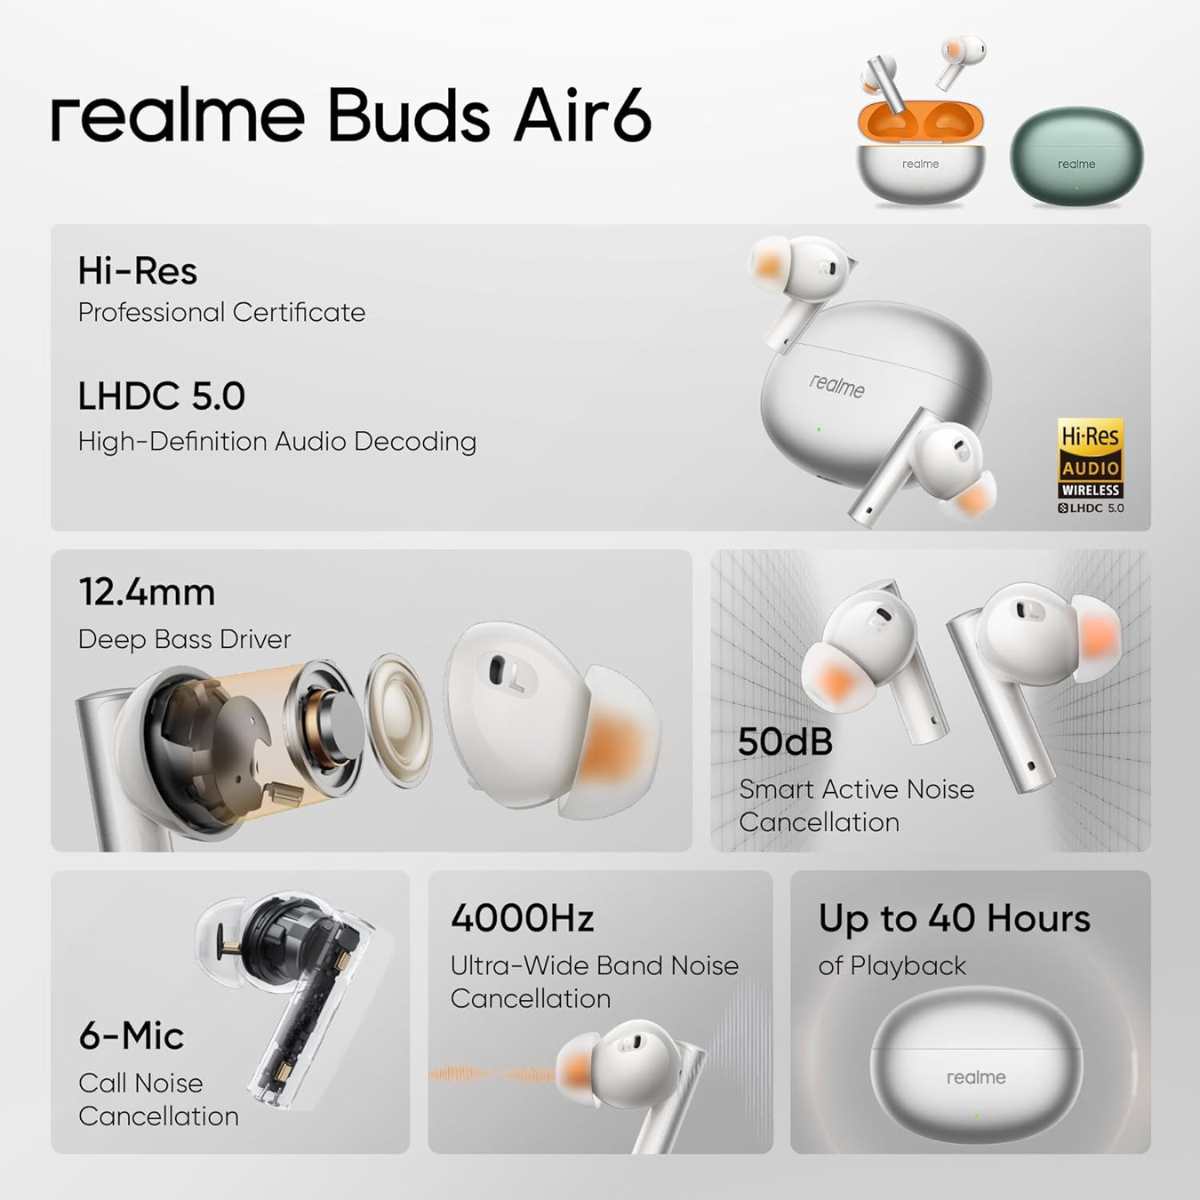 realme Buds Air6
realme
realme
Hi-Res
Professional Certificate
LHDC 5.0
High-Definition Audio Decoding
realme
Hi-Res
AUDIO
WIRELESS
LHDC 5.0
12.4mm
Deep Bass Driver
L
50dB
Smart Active Noise
Cancellation
6-Mic
Call Noise
Cancellation
4000Hz
Ultra-Wide Band Noise
Cancellation
Up to 40 Hours
of Playback
realme